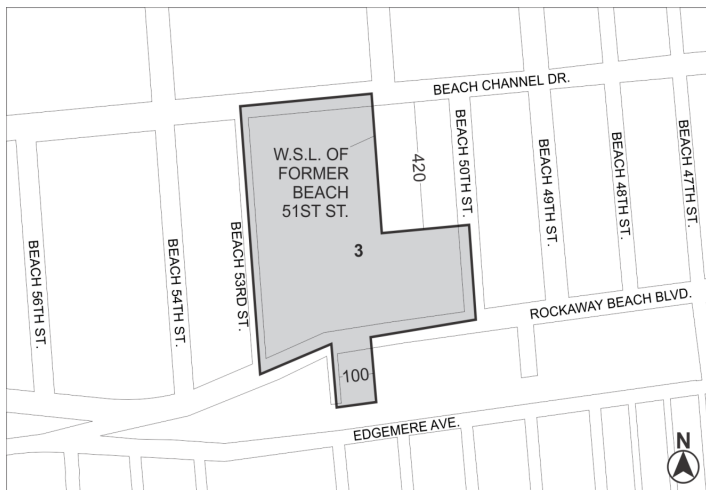 BEACH CHANNEL DR.
W.S.L. OF
FORMER
BEACH
51ST ST.
420
3
BEACH 56TH ST.
BEACH 54TH ST.
BEACH 53RD ST.
BEACH 50TH ST.
BEACH 49TH ST.
BEACH 48TH ST.
BEACH 47TH ST.
ROCKAWAY BEACH BLVD.
100
EDGEMERE AVE.
N